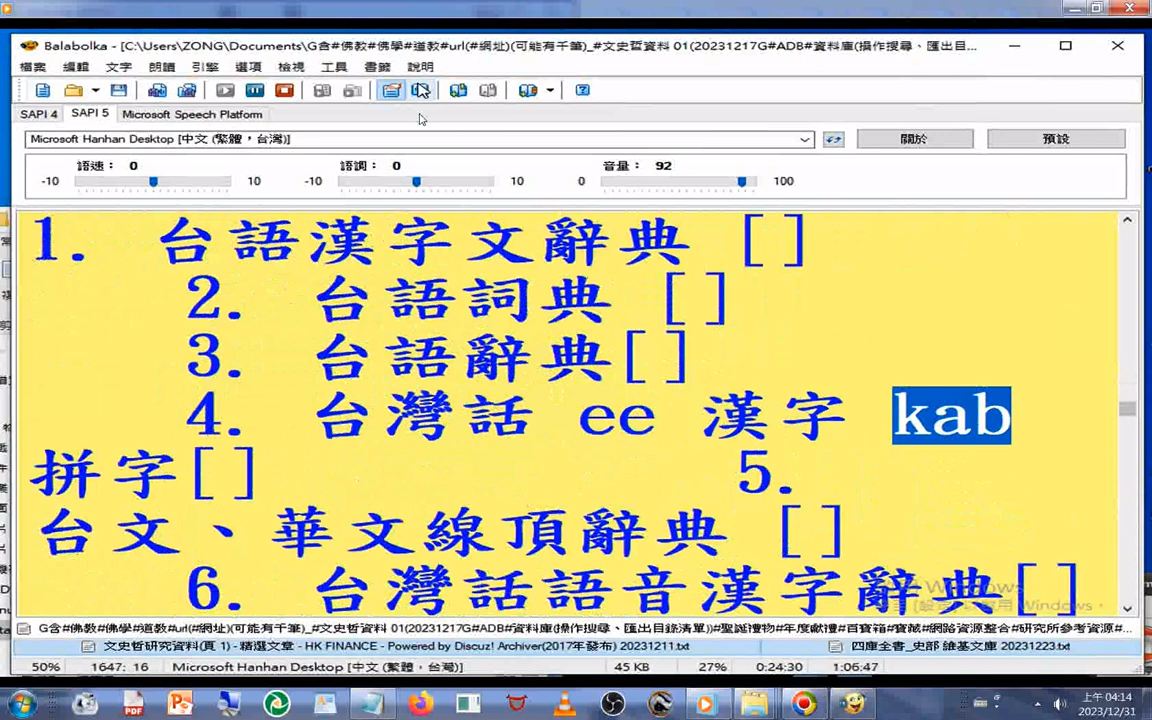 Balabolka - [C:\Users\ZONG\Documents\G含#佛教#佛學#道教#url(#網址)(可能有千筆)_#文史哲資料 01(20231217G#ADB#資料庫(操作搜尋、匯出目...
檔案 編輯 文字 朗讀 引擎 選項 檢視 工具 書籤 說明
SAPI 4 SAPI 5 Microsoft Speech Platform
Microsoft Hanhan Desktop [中文 (繁體，台灣)] 關於 預設
語速： 0 語調： 0 音量： 92
-10 10 -10 10 0 100
1. 台語漢字文辭典 []
2. 台語詞典 []
3. 台語辭典[]
4. 台灣話 ee 漢字 kab
拼字[] 5.
台文、華文線頂辭典 []
6. 台灣話語音漢字辭典[]
G含#佛教#佛學#道教#url(#網址)(可能有千筆)_#文史哲資料 01(20231217G#ADB#資料庫(操作搜尋、匯出目錄清單))#聖誕禮物#年度獻禮#百寶箱#寶藏#網路資源整合#研究所參考資源#...
文史哲研究資料(頁 1) - 精選文章 - HK FINANCE - Powered by Discuz! Archiver(2017年發布) 20231211.txt 四庫全書_史部 維基文庫 20231223.txt
50% 1647: 16 Microsoft Hanhan Desktop [中文 (繁體，台灣)] 45 KB 27% 0:24:30 1:06:47
上午 04:14
2023/12/31